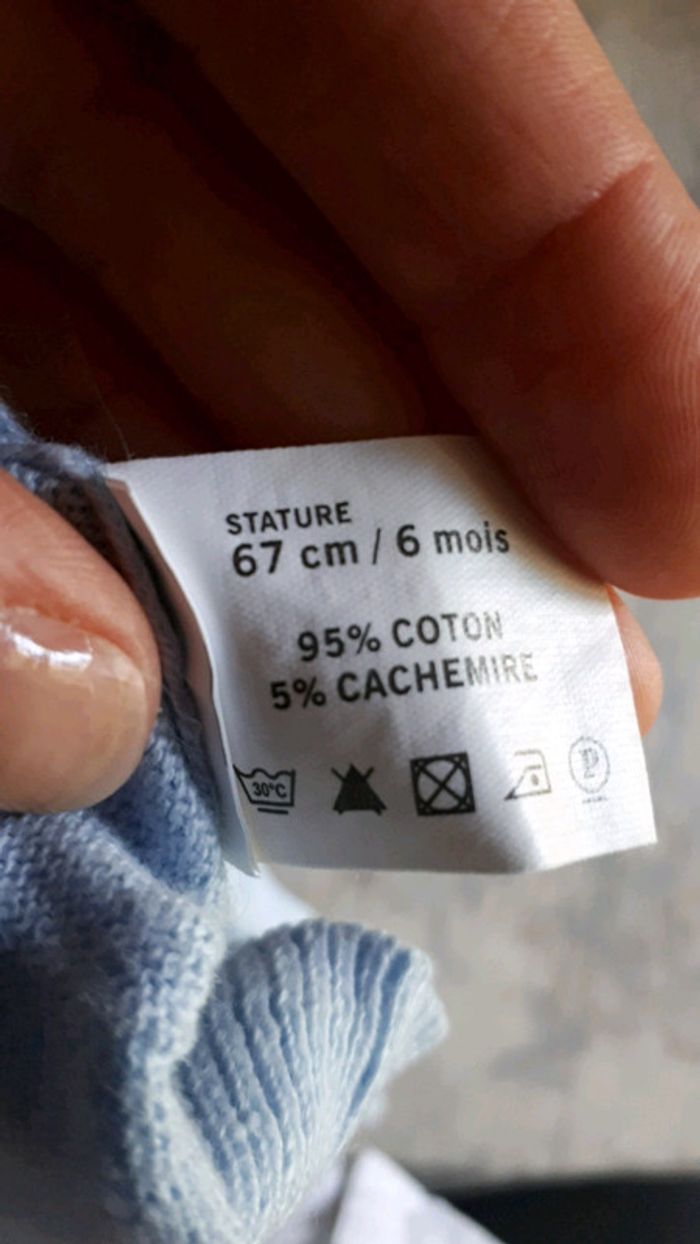 STATURE
67 cm / 6 mois
95% COTON
5% CACHEMIRE
30°C
P